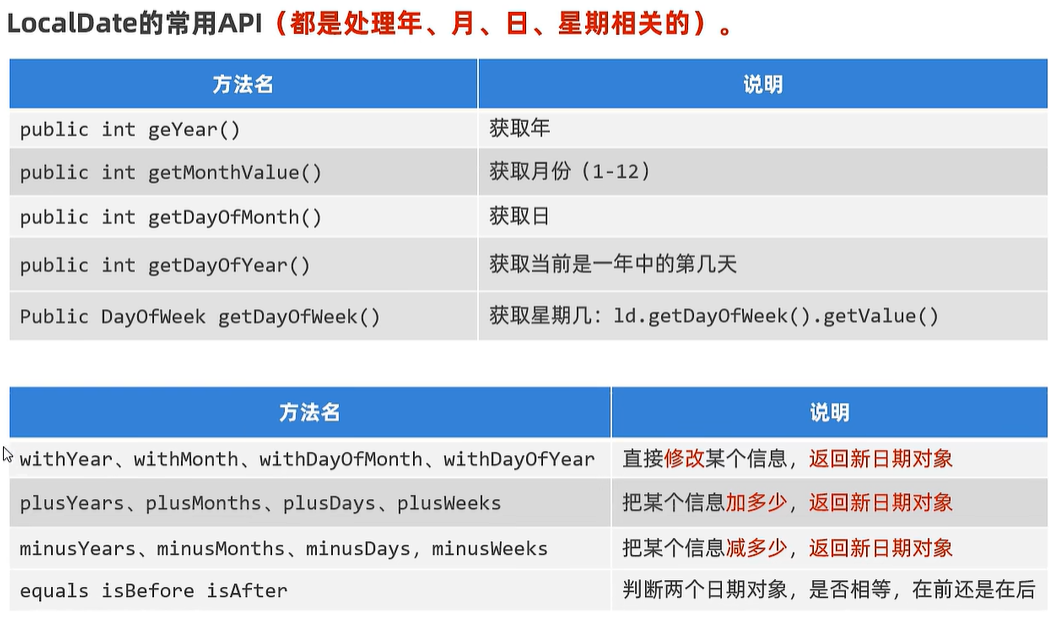 LocalDate的常用API（都是处理年、月、日、星期相关的）。
方法名 说明
public int geYear() 获取年
public int getMonthValue() 获取月份（1-12）
public int getDayOfMonth() 获取日
public int getDayOfYear() 获取当前是一年中的第几天
Public DayOfWeek getDayOfWeek() 获取星期几：ld.getDayOfWeek().getValue()
方法名 说明
withYear、withMonth、withDayOfMonth、withDayOfYear 直接修改某个信息，返回新日期对象
plusYears、plusMonths、plusDays、plusWeeks 把某个信息加多少，返回新日期对象
minusYears、minusMonths、minusDays，minusWeeks 把某个信息减多少，返回新日期对象
equals isBefore isAfter 判断两个日期对象，是否相等，在前还是在后